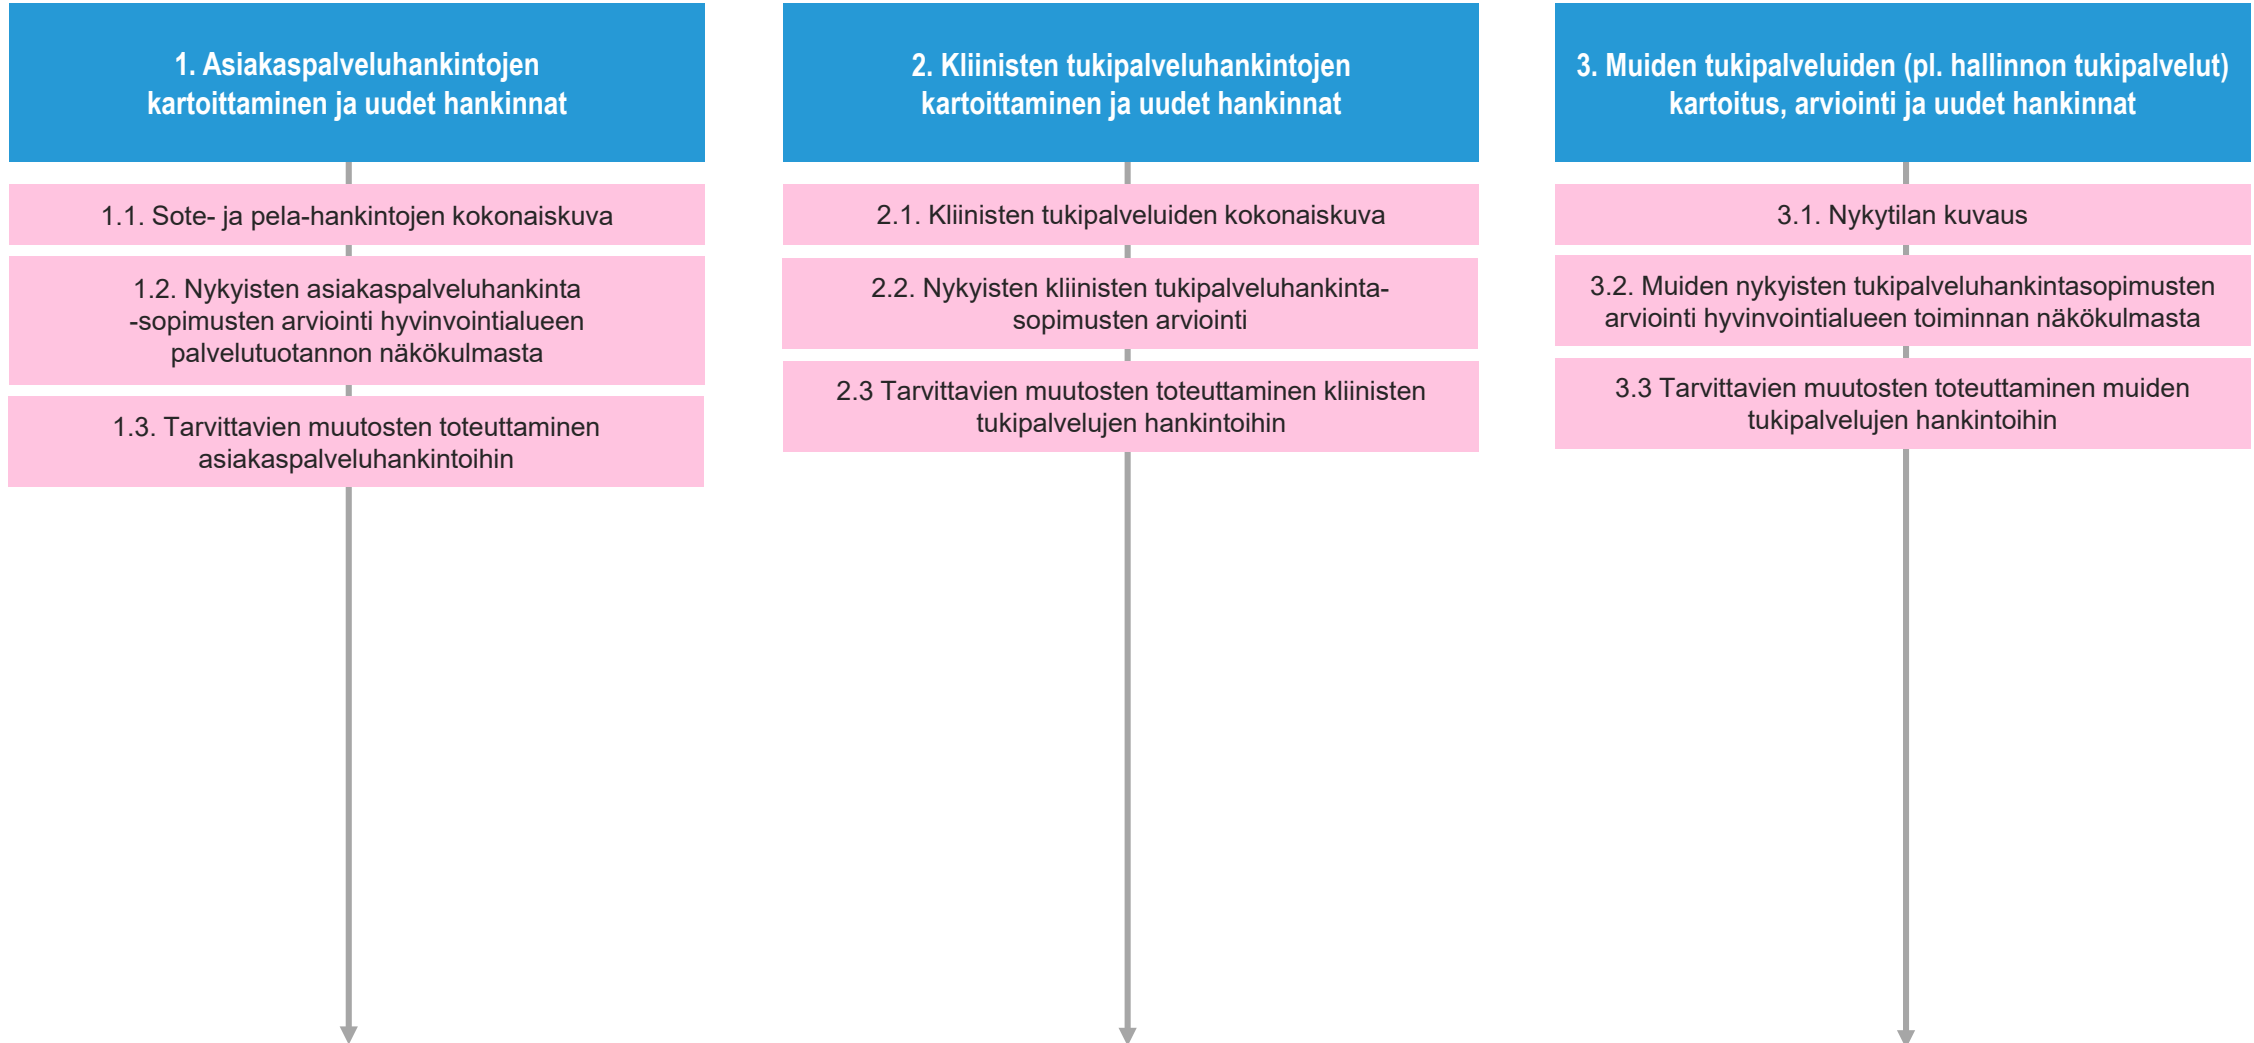 1. Asiakaspalveluhankintojen
kartoittaminen ja uudet hankinnat
1.1. Sote- ja pela-hankintojen kokonaiskuva
1.2. Nykyisten asiakaspalveluhankinta
-sopimusten arviointi hyvinvointialueen
palvelutuotannon näkökulmasta
1.3. Tarvittavien muutosten toteuttaminen
asiakaspalveluhankintoihin
2. Kliinisten tukipalveluhankintojen
kartoittaminen ja uudet hankinnat
2.1. Kliinisten tukipalveluiden kokonaiskuva
2.2. Nykyisten kliinisten tukipalveluhankinta-
sopimusten arviointi
2.3 Tarvittavien muutosten toteuttaminen kliinisten
tukipalvelujen hankintoihin
3. Muiden tukipalveluiden (pl. hallinnon tukipalvelut)
kartoitus, arviointi ja uudet hankinnat
3.1. Nykytilan kuvaus
3.2. Muiden nykyisten tukipalveluhankintasopimusten
arviointi hyvinvointialueen toiminnan näkökulmasta
3.3 Tarvittavien muutosten toteuttaminen muiden
tukipalvelujen hankintoihin